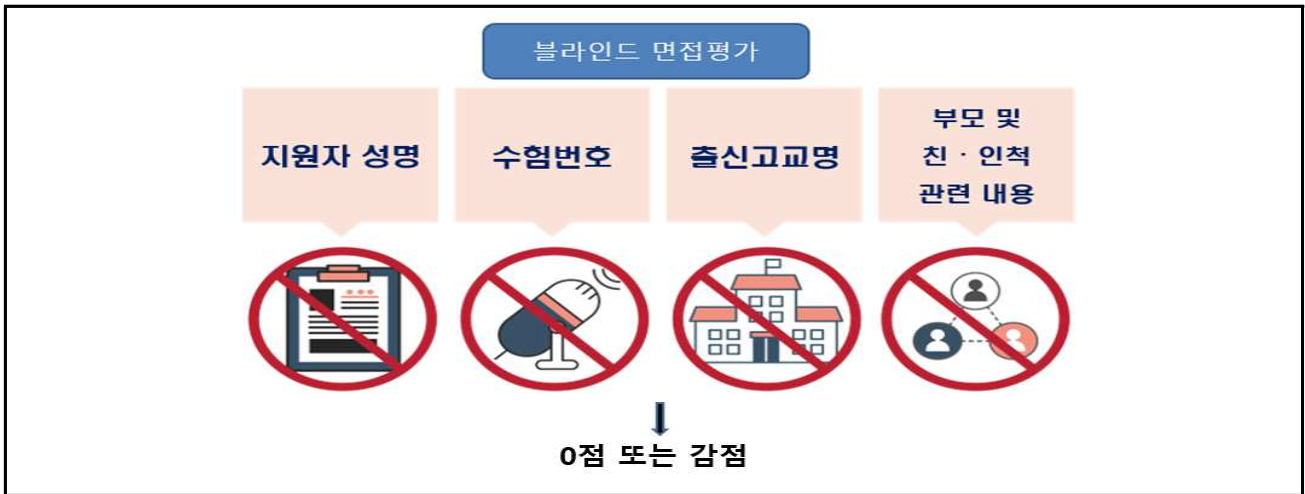 블라인드 면접평가
지원자 성명
수험번호
출신고교명
부모 및
친 · 인척
관련 내용
0점 또는 감점